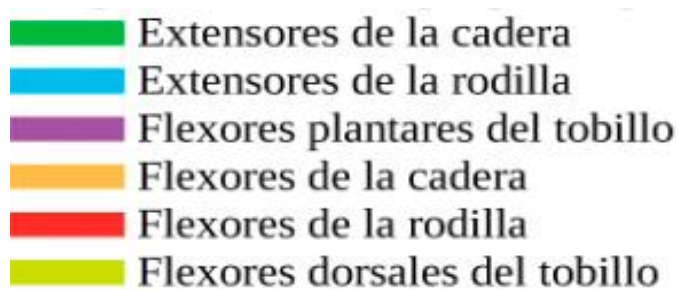 Extensores de la cadera
Extensores de la rodilla
Flexores plantares del tobillo
Flexores de la cadera
Flexores de la rodilla
Flexores dorsales del tobillo